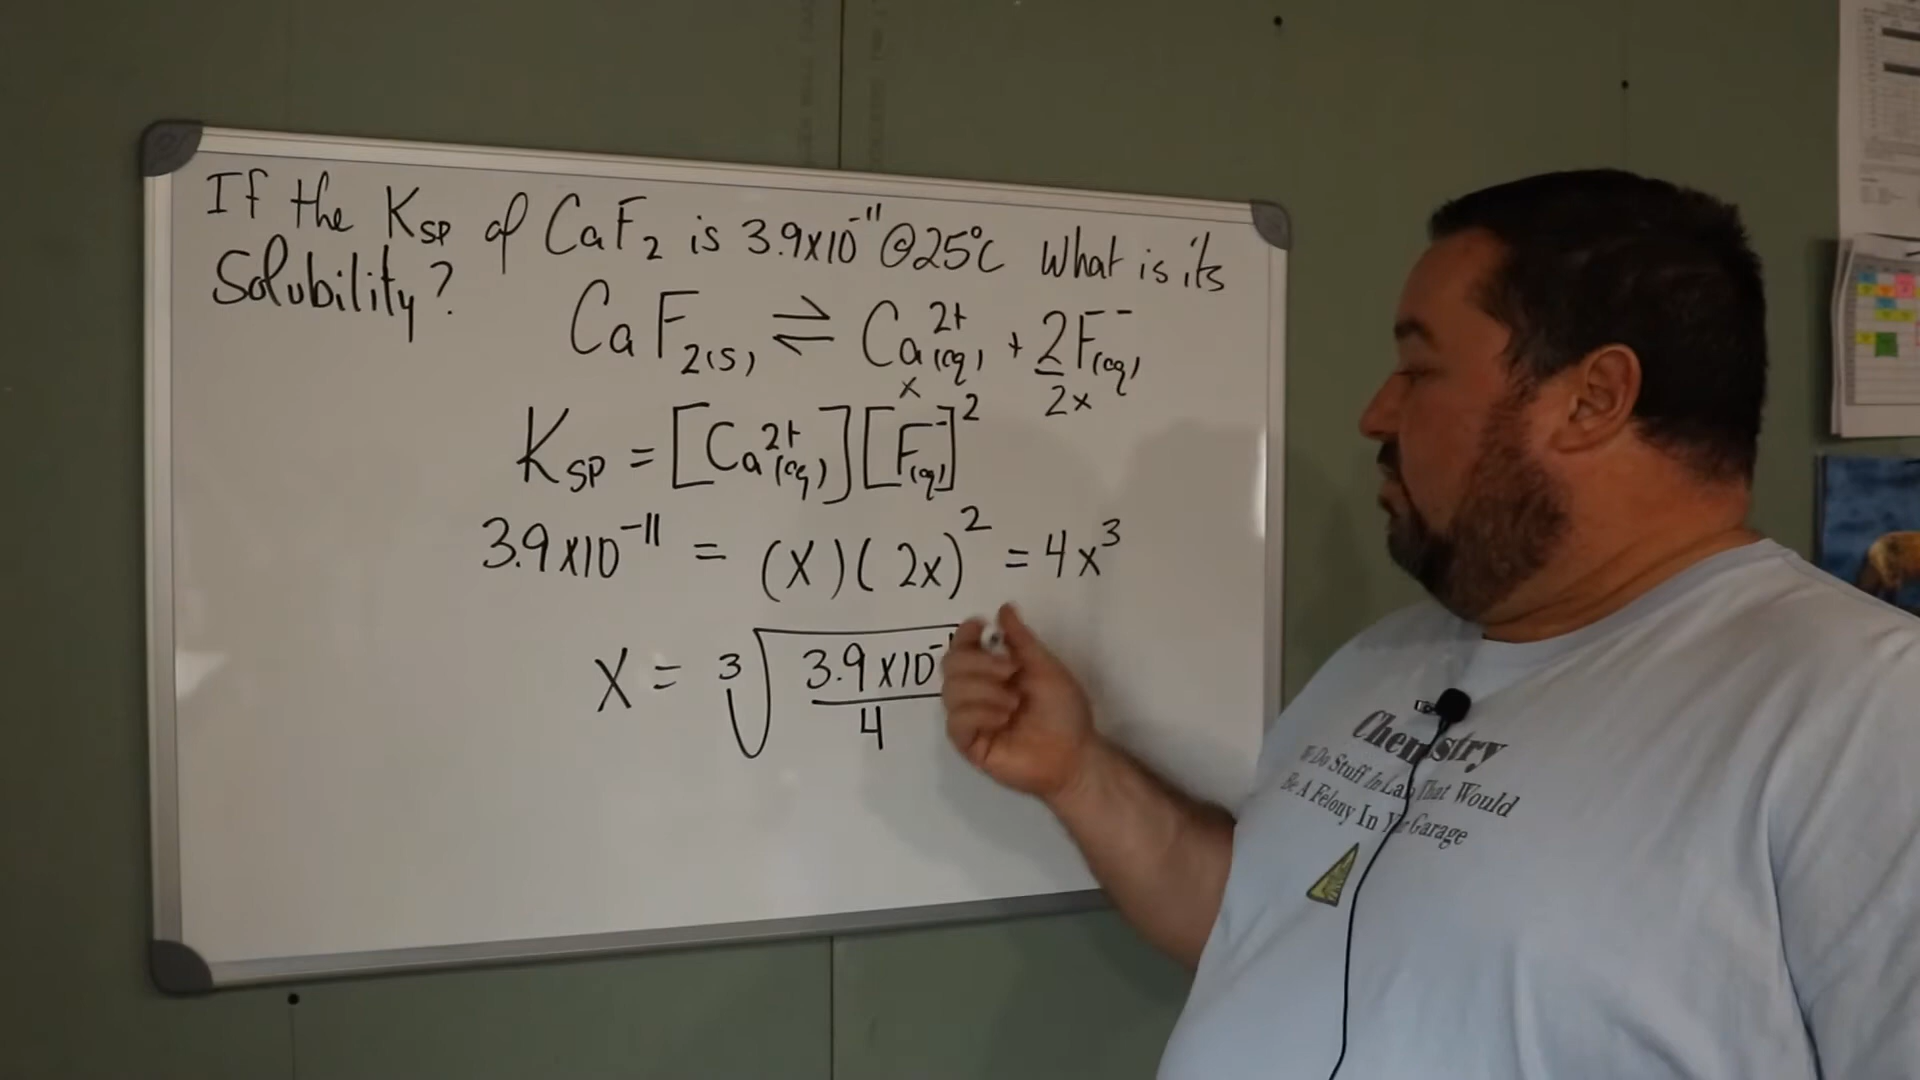 If the Ksp of CaF₂ is 3.9x10⁻¹¹ @25°C What is its
Solubility?
CaF₂(s) ⇌ Ca²⁺(aq) + 2F⁻(aq)
x 2x
Ksp = [Ca²⁺(aq)][F⁻(aq)]²
3.9x10⁻¹¹ = (x)(2x)² = 4x³
x = ³√ 3.9x10⁻
4
Chemistry
We Do Stuff In Lab That Would
Be A Felony In Your Garage